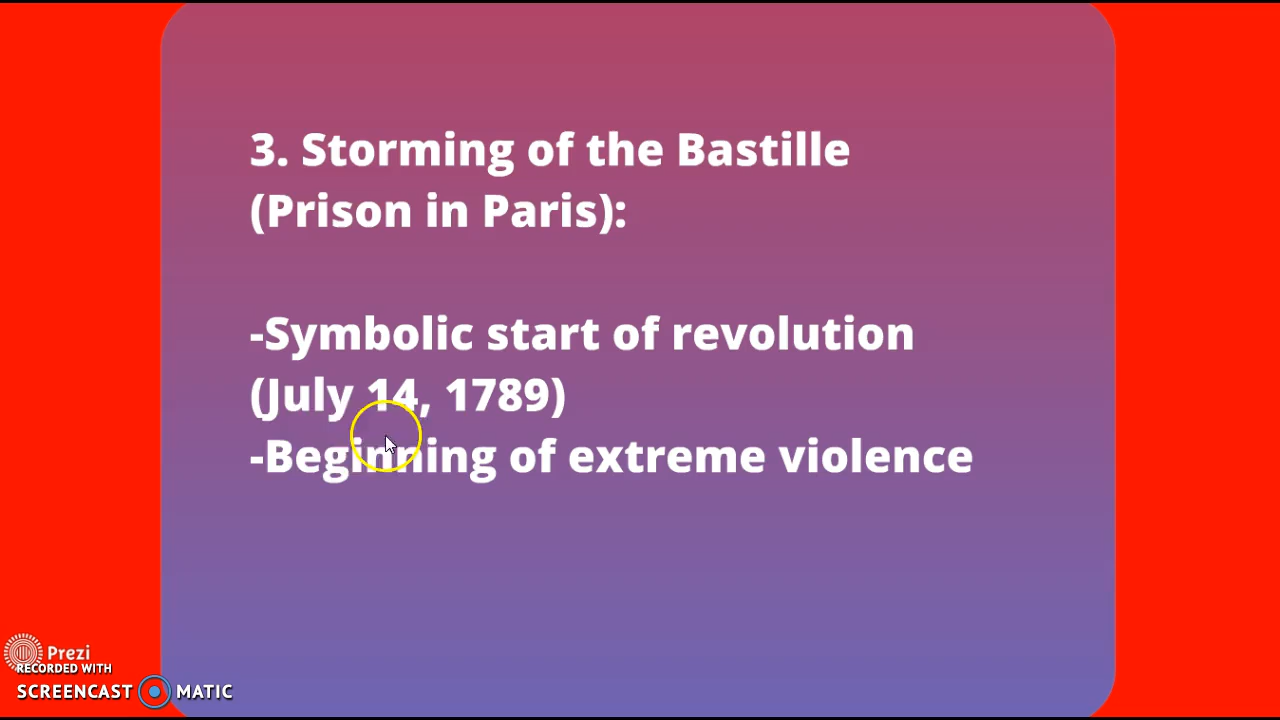 3. Storming of the Bastille
(Prison in Paris):
-Symbolic start of revolution
(July 14, 1789)
-Beginning of extreme violence
Prezi
RECORDED WITH
SCREENCAST MATIC